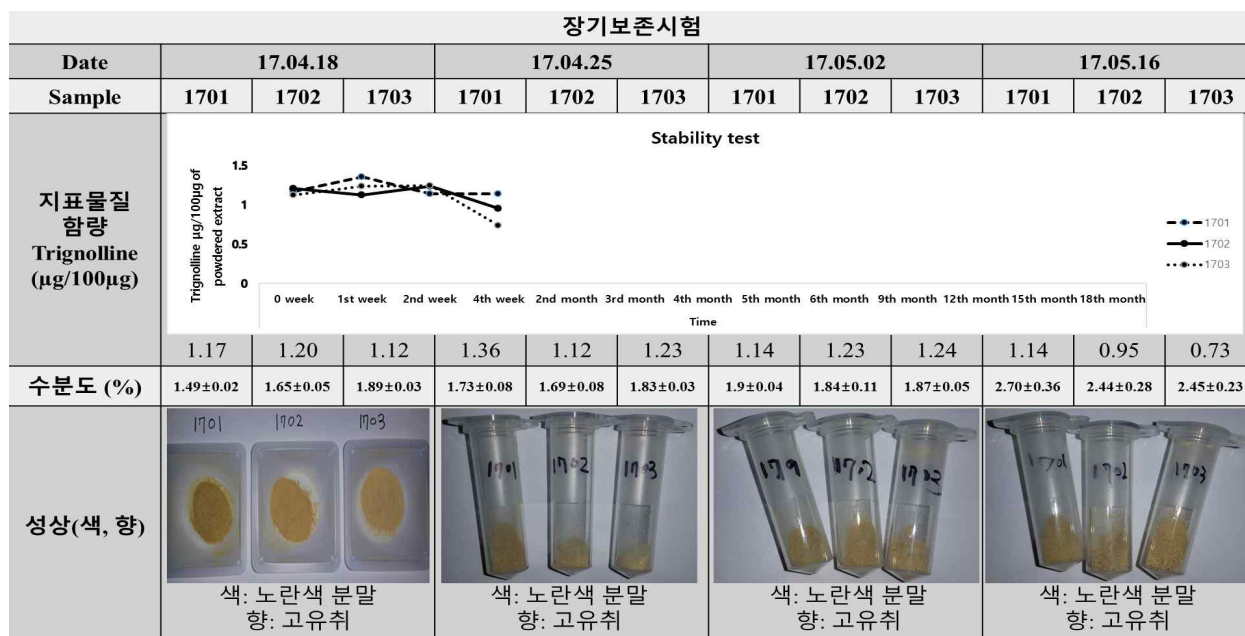 장기보존시험
Date 17.04.18 17.04.25 17.05.02 17.05.16
Sample 1701 1702 1703 1701 1702 1703 1701 1702 1703 1701 1702 1703
지표물질
함량
Trignolline
(μg/100μg)
Stability test
Trignolline μg/100μg of
powdered extract
1.5
1
0.5
0
0 week 1st week 2nd week 4th week 2nd month 3rd month 4th month 5th month 6th month 9th month 12th month 15th month 18th month
Time
1701
1702
1703
1.17 1.20 1.12 1.36 1.12 1.23 1.14 1.23 1.24 1.14 0.95 0.73
수분도 (%) 1.49±0.02 1.65±0.05 1.89±0.03 1.73±0.08 1.69±0.08 1.83±0.03 1.9±0.04 1.84±0.11 1.87±0.05 2.70±0.36 2.44±0.28 2.45±0.23
성상(색, 향)
1701 1702 1703
1701 1702 1703
1702 1703
1701 1702 1703
색: 노란색 분말 색: 노란색 분말 색: 노란색 분말 색: 노란색 분말
향: 고유취 향: 고유취 향: 고유취 향: 고유취